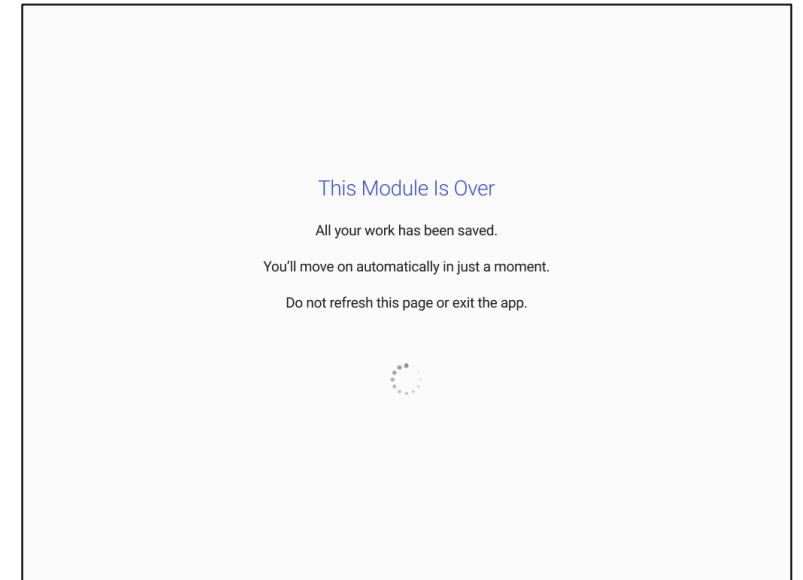 This Module Is Over
All your work has been saved.
You’ll move on automatically in just a moment.
Do not refresh this page or exit the app.